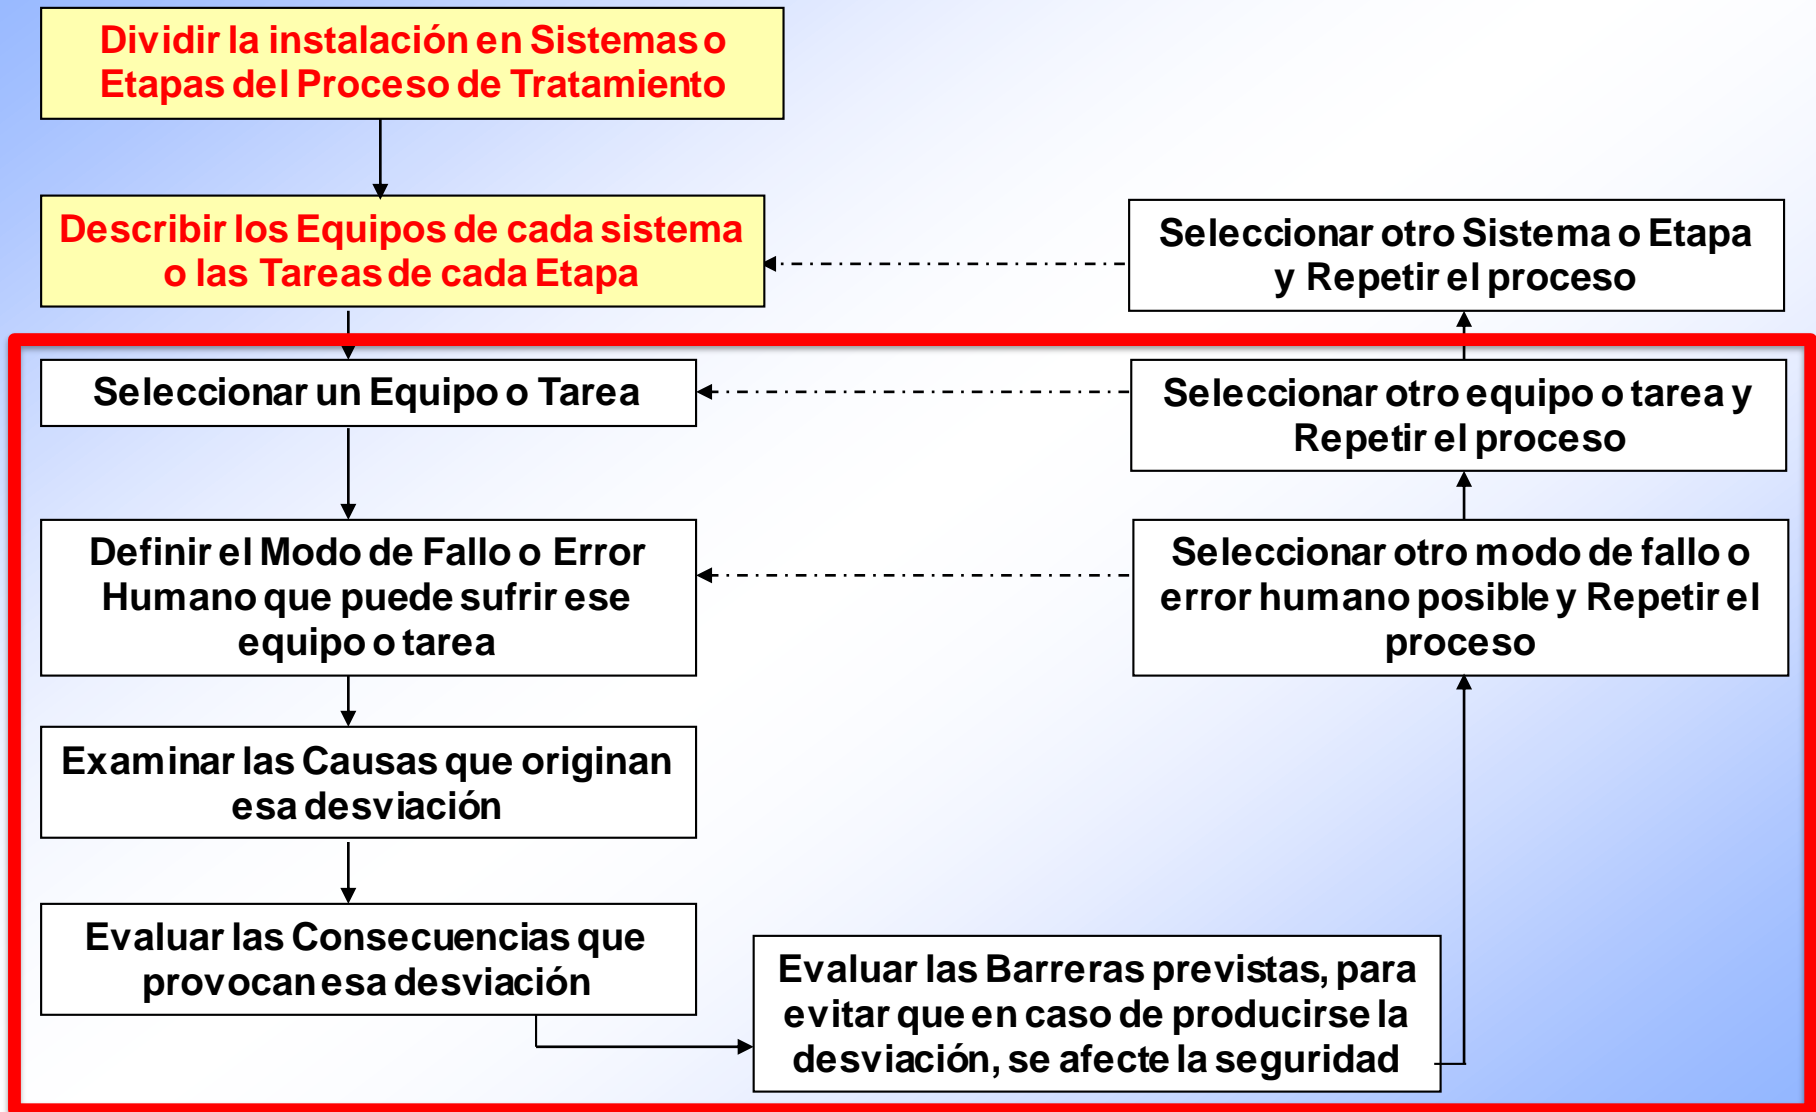 Dividir la instalación en Sistemas o
Etapas del Proceso de Tratamiento
Describir los Equipos de cada sistema
o las Tareas de cada Etapa
Seleccionar otro Sistema o Etapa
y Repetir el proceso
Seleccionar un Equipo o Tarea
Seleccionar otro equipo o tarea y
Repetir el proceso
Definir el Modo de Fallo o Error
Humano que puede sufrir ese
equipo o tarea
Seleccionar otro modo de fallo o
error humano posible y Repetir el
proceso
Examinar las Causas que originan
esa desviación
Evaluar las Consecuencias que
provocan esa desviación
Evaluar las Barreras previstas, para
evitar que en caso de producirse la
desviación, se afecte la seguridad